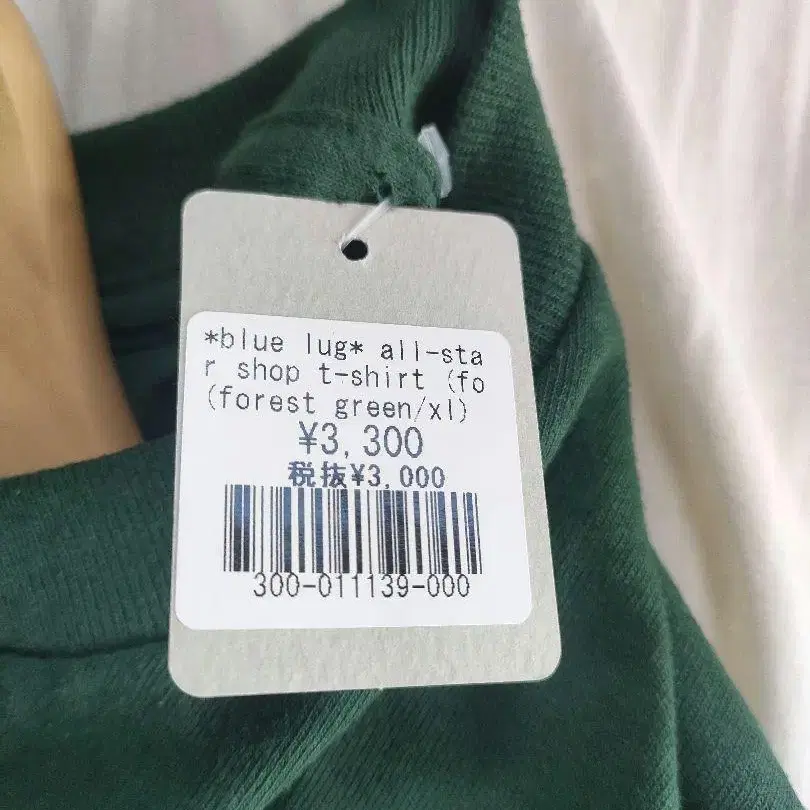 *blue lug* all-sta
r shop t-shirt (fo
(forest green/xl)
¥3,300
税抜¥3,000
300-011139-000